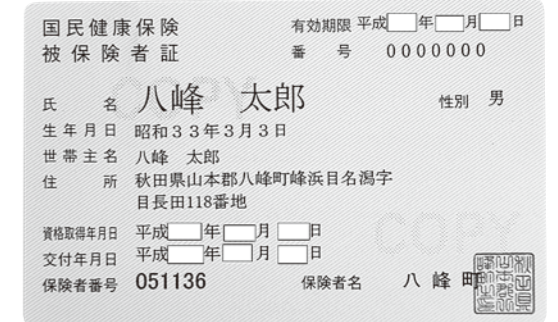 国民健康保険 有効期限 平成 年 月 日
被保険者証 番 号 0000000
氏 名 八峰 太郎 性別 男
生年月日 昭和33年3月3日
世帯主名 八峰 太郎
住 所 秋田県山本郡八峰町峰浜目名潟字
目長田118番地
資格取得年月日 平成 年 月 日
交付年月日 平成 年 月 日
保険者番号 051136 保険者名 八峰町
COPY
COPY